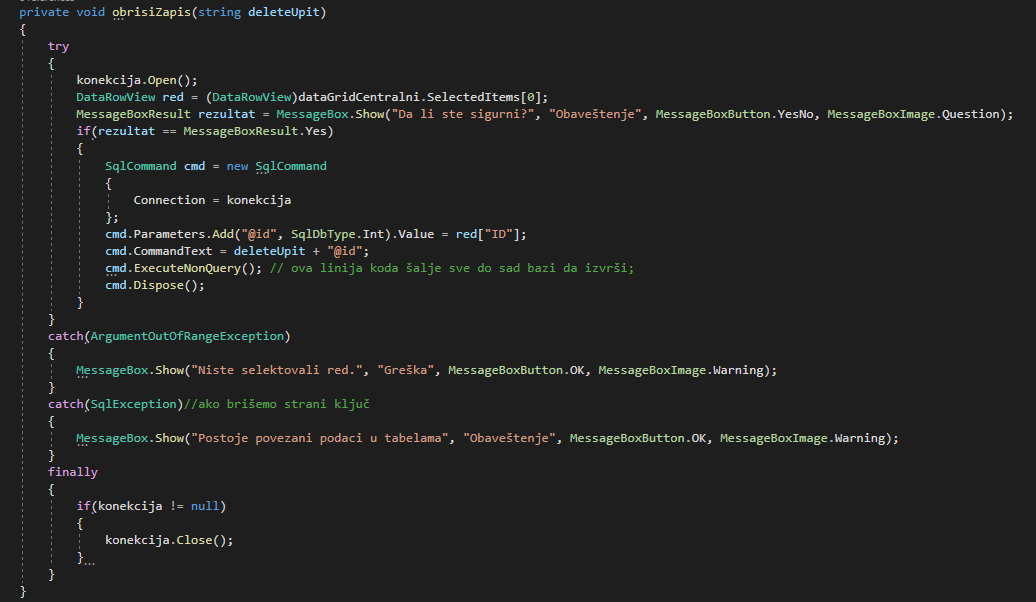 private void obrisiZapis(string deleteUpit)
{
try
{
konekcija.Open();
DataRowView red = (DataRowView)dataGridCentralni.SelectedItems[0];
MessageBoxResult rezultat = MessageBox.Show("Da li ste sigurni?", "Obaveštenje", MessageBoxButton.YesNo, MessageBoxImage.Question);
if(rezultat == MessageBoxResult.Yes)
{
SqlCommand cmd = new SqlCommand
{
Connection = konekcija
};
cmd.Parameters.Add("@id", SqlDbType.Int).Value = red["ID"];
cmd.CommandText = deleteUpit + "@id";
cmd.ExecuteNonQuery(); // ova linija koda šalje sve do sad bazi da izvrši;
cmd.Dispose();
}
}
catch(ArgumentOutOfRangeException)
{
MessageBox.Show("Niste selektovali red.", "Greška", MessageBoxButton.OK, MessageBoxImage.Warning);
}
catch(SqlException)//ako brišemo strani ključ
{
MessageBox.Show("Postoje povezani podaci u tabelama", "Obaveštenje", MessageBoxButton.OK, MessageBoxImage.Warning);
}
finally
{
if(konekcija != null)
{
konekcija.Close();
}
}
}